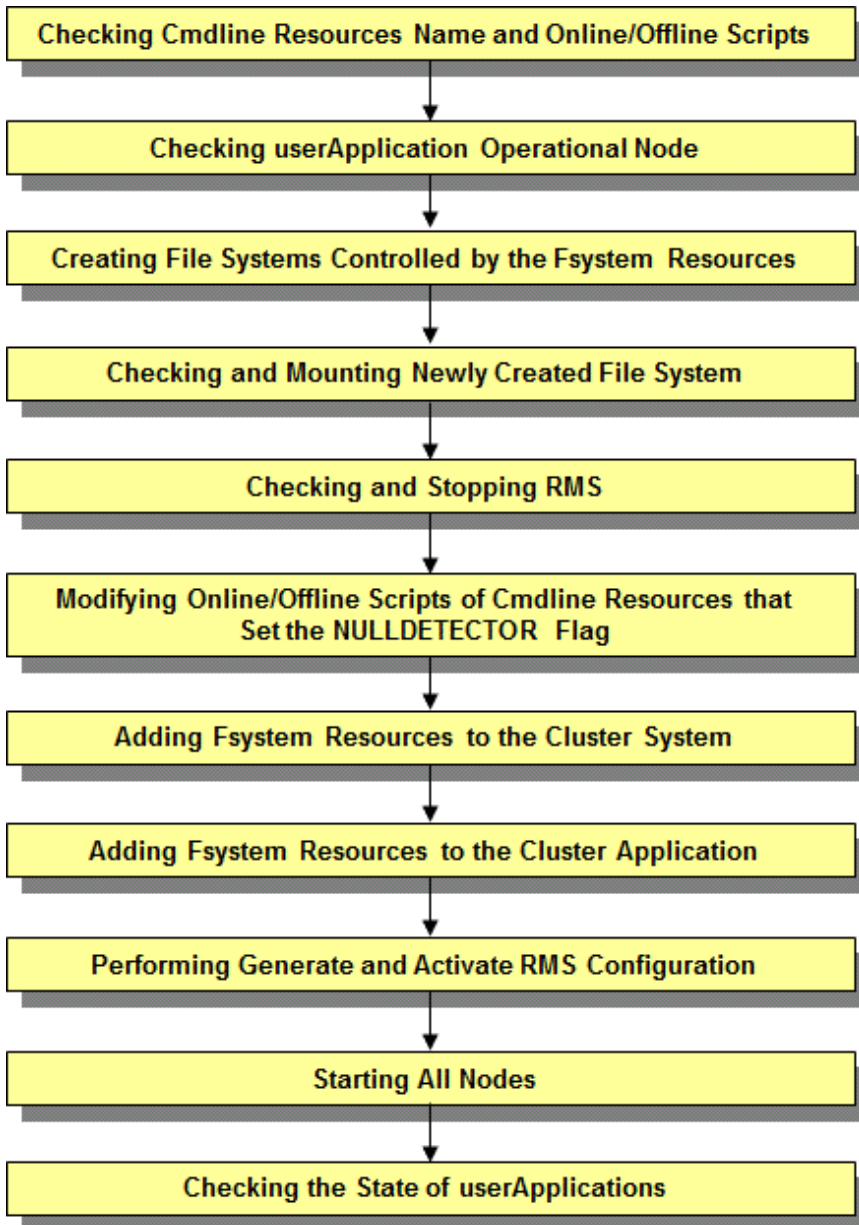 Checking Cmdline Resources Name and Online/Offline Scripts
Checking userApplication Operational Node
Creating File Systems Controlled by the Fsystem Resources
Checking and Mounting Newly Created File System
Checking and Stopping RMS
Modifying Online/Offline Scripts of Cmdline Resources that
Set the NULLDETECTOR Flag
Adding Fsystem Resources to the Cluster System
Adding Fsystem Resources to the Cluster Application
Performing Generate and Activate RMS Configuration
Starting All Nodes
Checking the State of userApplications